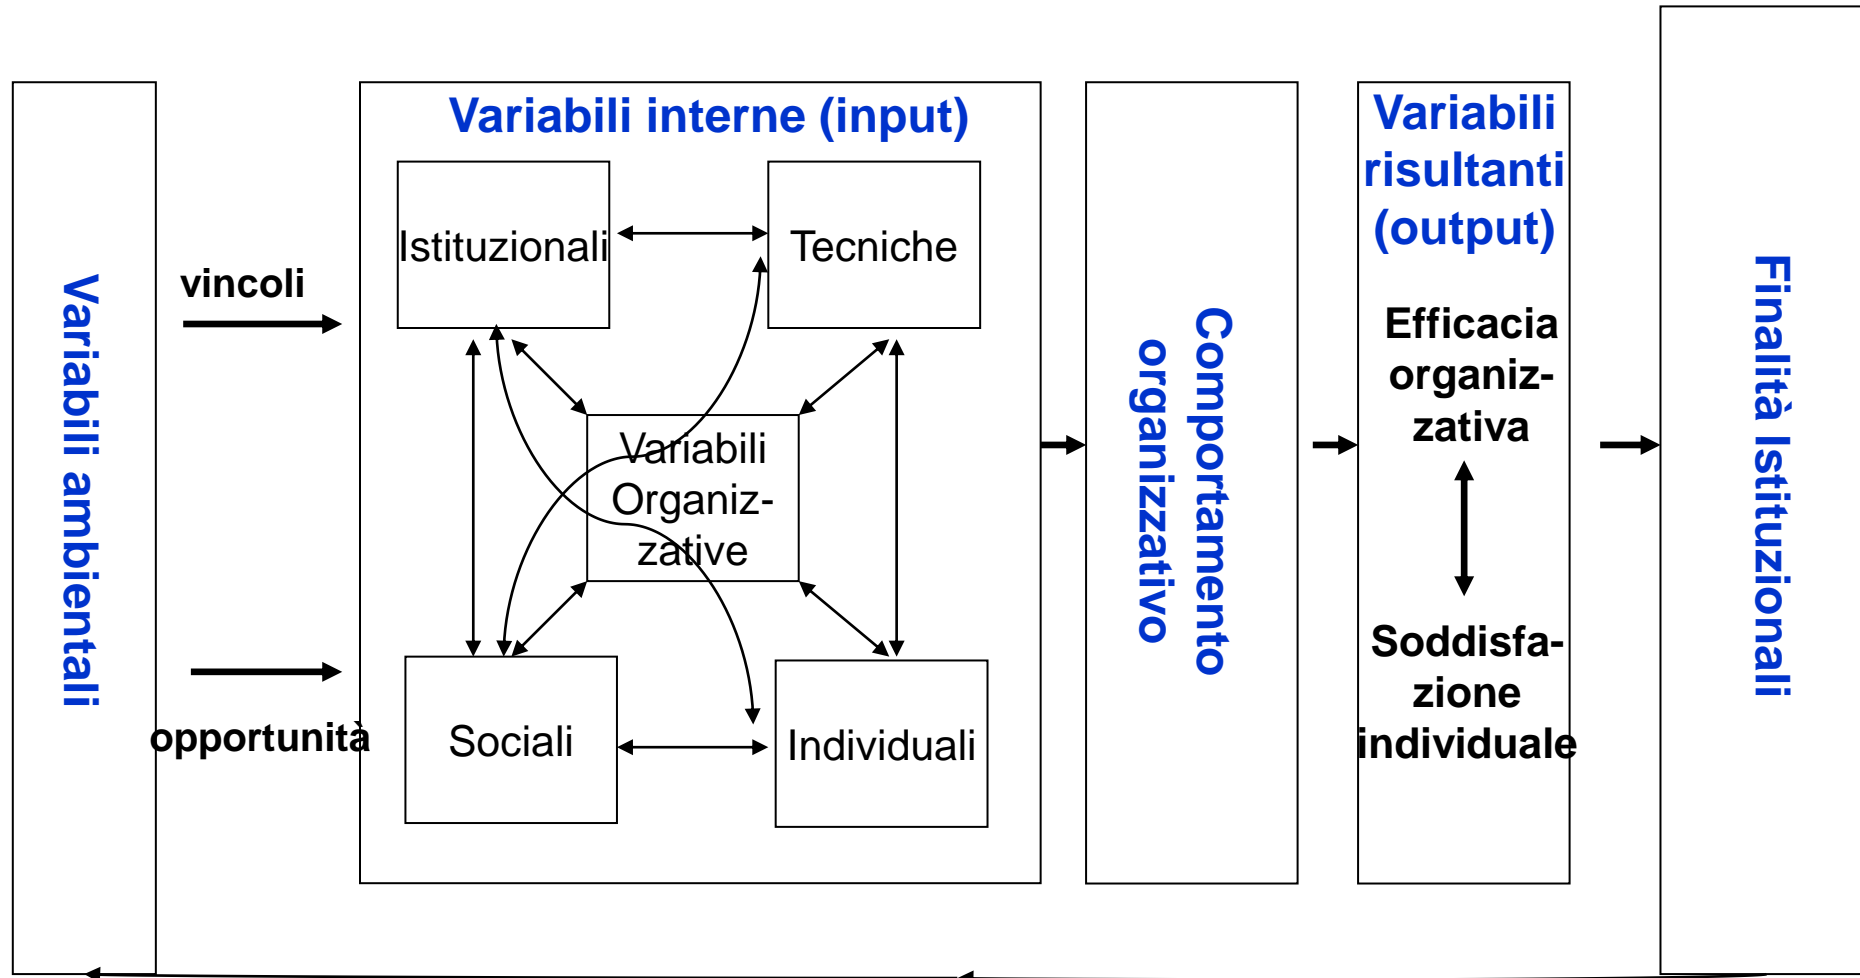 Variabili ambientali
vincoli
opportunità
Variabili interne (input)
Istituzionali
Tecniche
Variabili
Organiz-
zative
Sociali
Individuali
Comportamento
organizzativo
Variabili
risultanti
(output)
Efficacia
organiz-
zativa
Soddisfa-
zione
individuale
Finalità Istituzionali